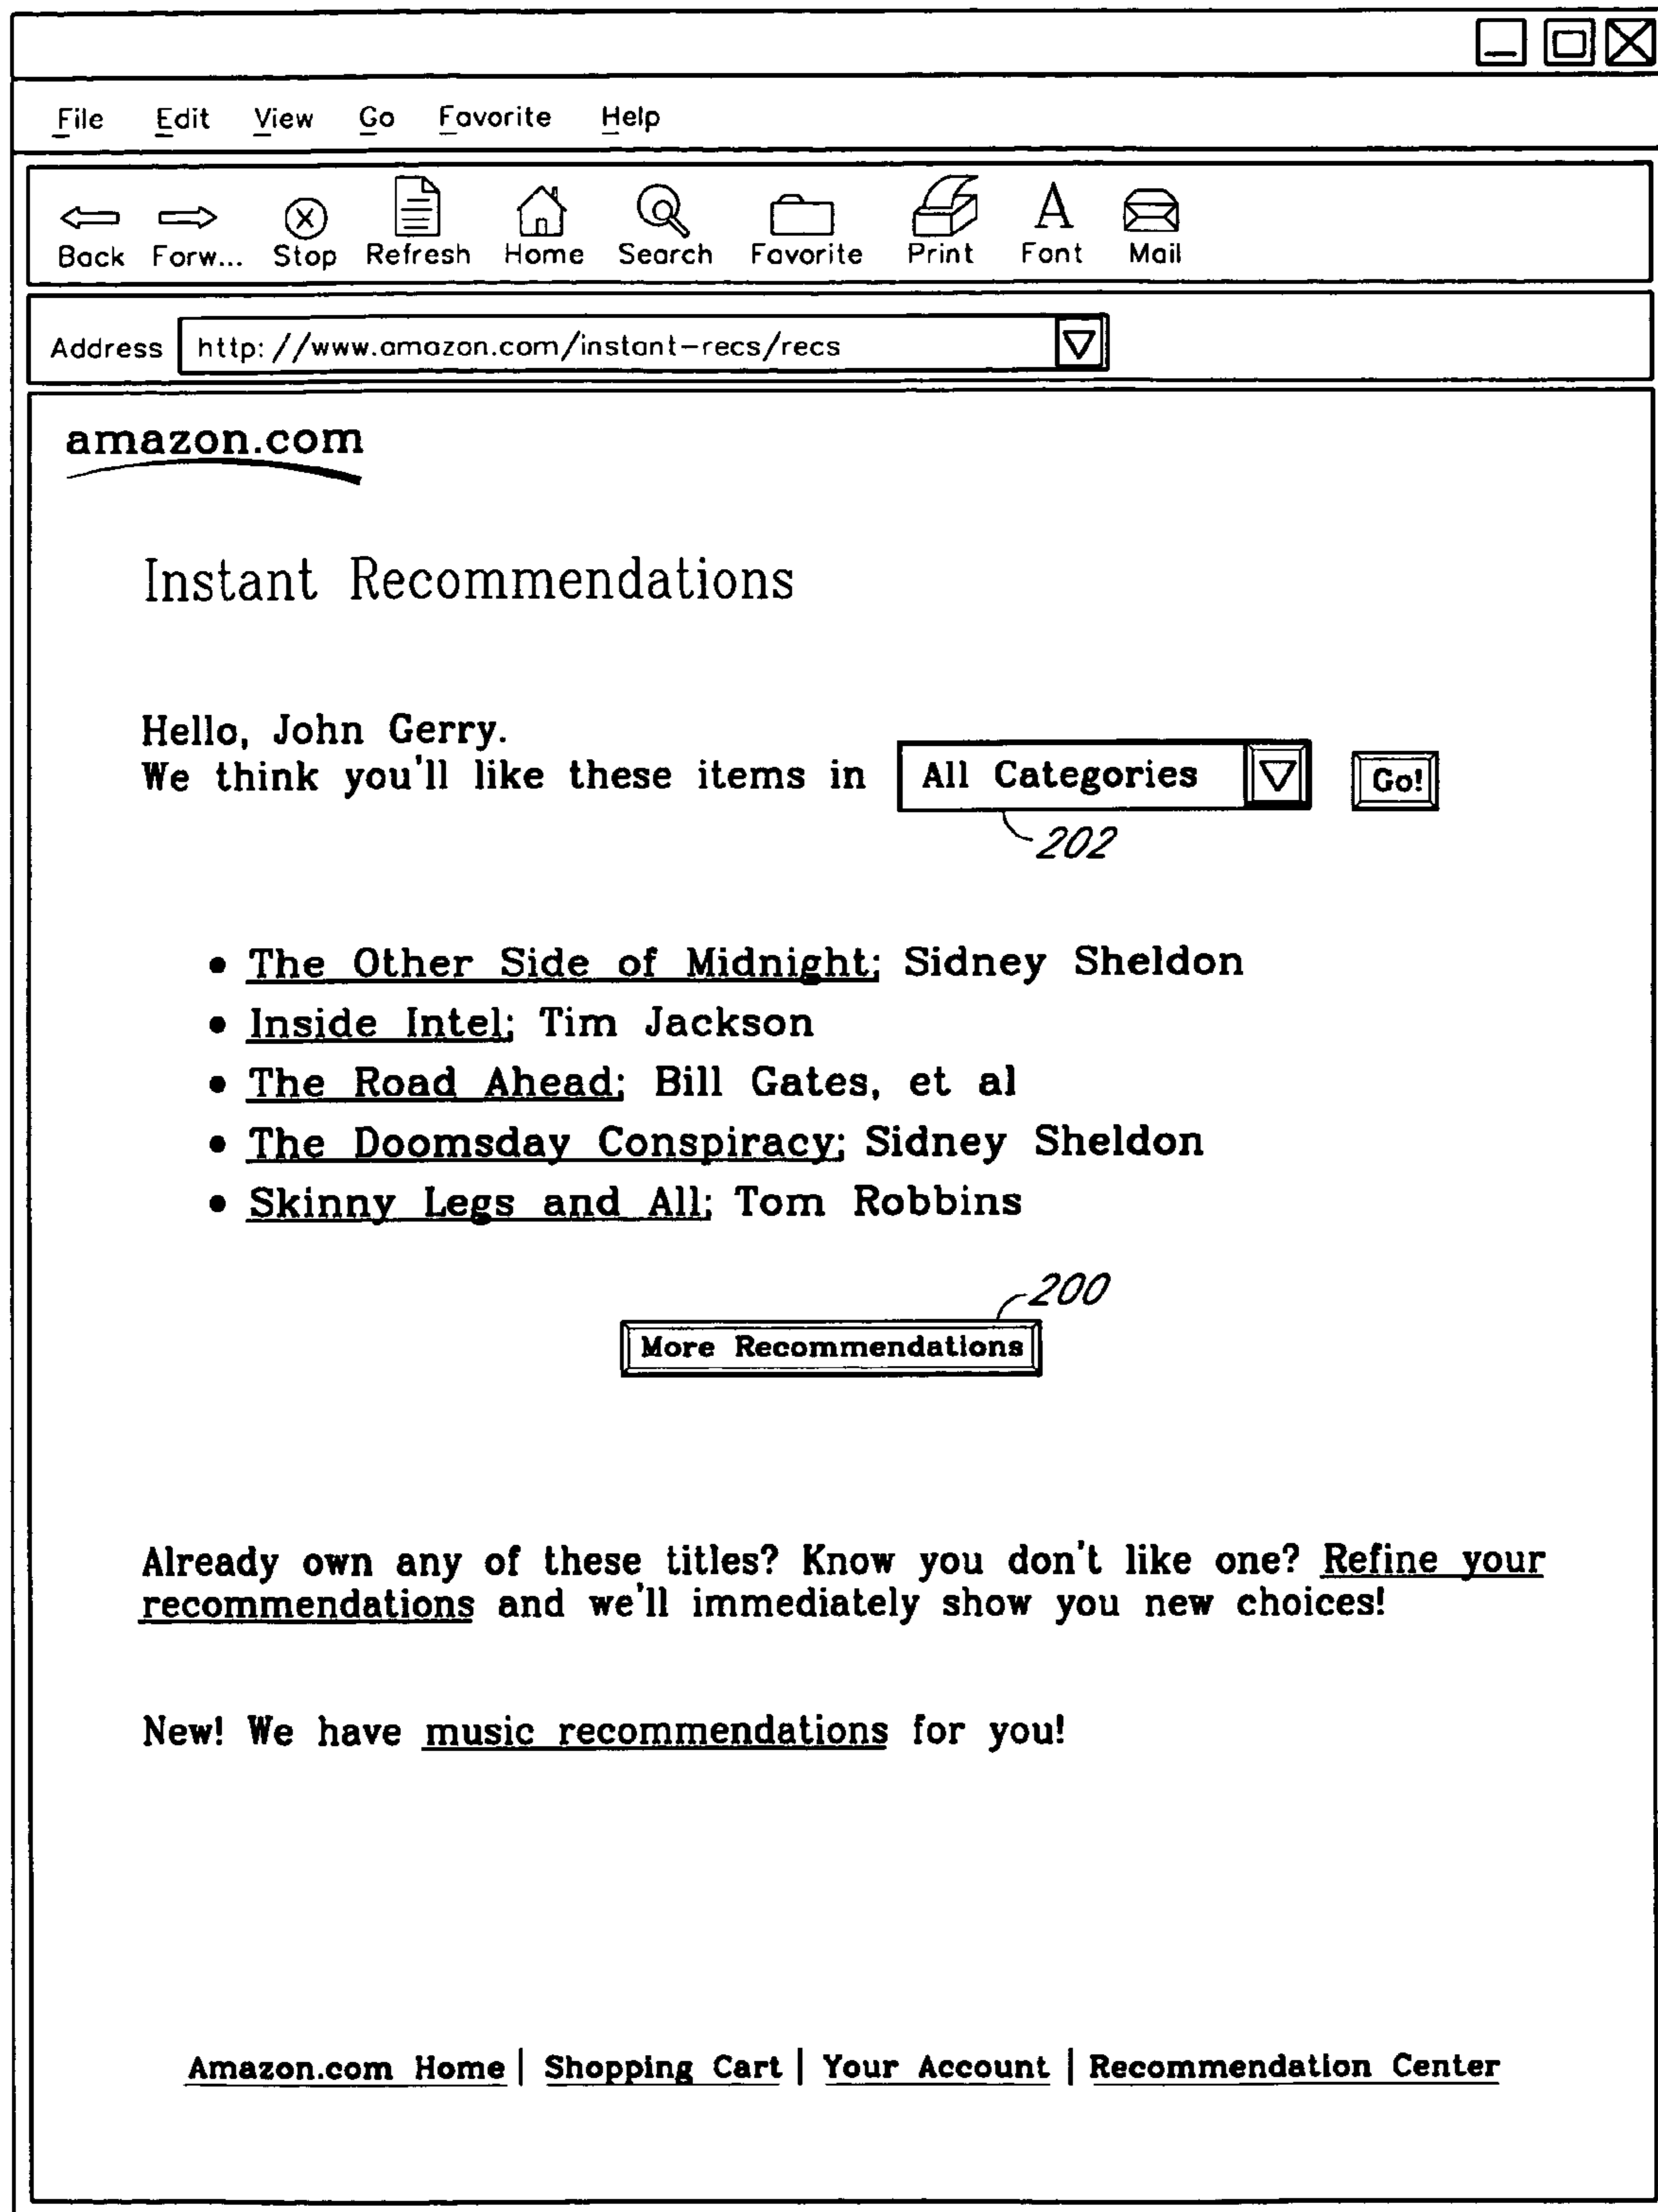 File Edit View Go Favorite Help
Back Forw... Stop Refresh Home Search Favorite Print Font Mail
Address http://www.amazon.com/instant-recs/recs
amazon.com
Instant Recommendations
Hello, John Gerry.
We think you'll like these items in All Categories Go!
202
• The Other Side of Midnight; Sidney Sheldon
• Inside Intel; Tim Jackson
• The Road Ahead; Bill Gates, et al
• The Doomsday Conspiracy; Sidney Sheldon
• Skinny Legs and All; Tom Robbins
200
More Recommendations
Already own any of these titles? Know you don't like one? Refine your
recommendations and we'll immediately show you new choices!
New! We have music recommendations for you!
Amazon.com Home | Shopping Cart | Your Account | Recommendation Center